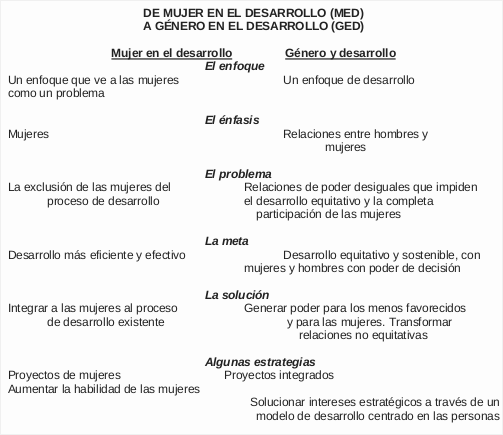 DE MUJER EN EL DESARROLLO (MED)
A GÉNERO EN EL DESARROLLO (GED)
Mujer en el desarrollo Género y desarrollo
El enfoque
Un enfoque que ve a las mujeres Un enfoque de desarrollo
como un problema
El énfasis
Mujeres Relaciones entre hombres y
mujeres
El problema
La exclusión de las mujeres del Relaciones de poder desiguales que impiden
proceso de desarrollo el desarrollo equitativo y la completa
participación de las mujeres
La meta
Desarrollo más eficiente y efectivo Desarrollo equitativo y sostenible, con
mujeres y hombres con poder de decisión
La solución
Integrar a las mujeres al proceso Generar poder para los menos favorecidos
de desarrollo existente y para las mujeres. Transformar
relaciones no equitativas
Algunas estrategias
Proyectos de mujeres Proyectos integrados
Aumentar la habilidad de las mujeres
Solucionar intereses estratégicos a través de un
modelo de desarrollo centrado en las personas